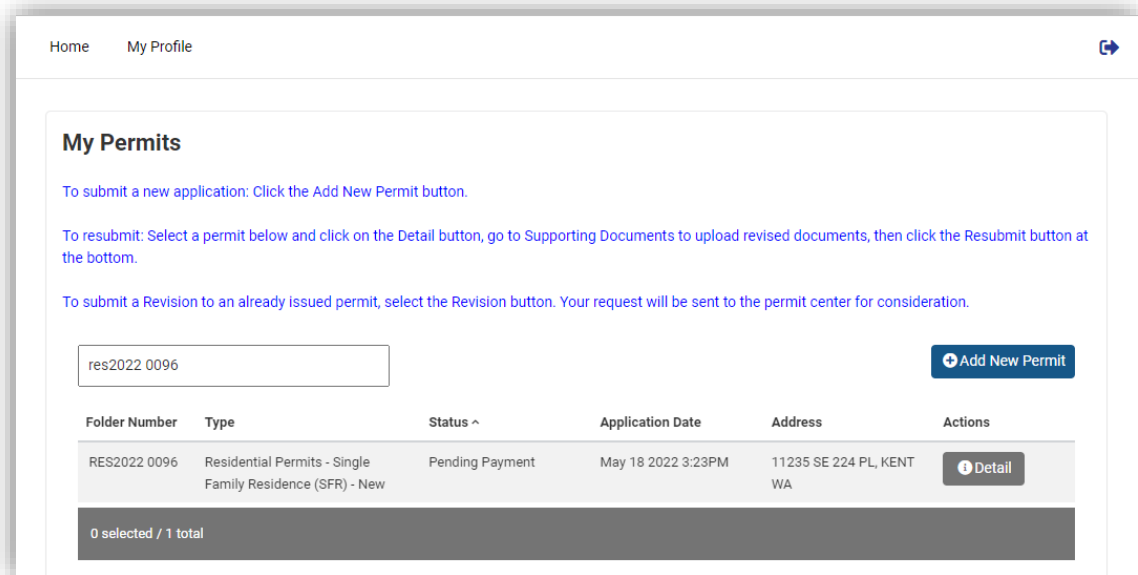 Home My Profile
My Permits
To submit a new application: Click the Add New Permit button.
To resubmit: Select a permit below and click on the Detail button, go to Supporting Documents to upload revised documents, then click the Resubmit button at
the bottom.
To submit a Revision to an already issued permit, select the Revision button. Your request will be sent to the permit center for consideration.
res2022 0096
Add New Permit
Folder Number Type Status Application Date Address Actions
RES2022 0096 Residential Permits - Single Pending Payment May 18 2022 3:23PM 11235 SE 224 PL, KENT Detail
Family Residence (SFR) - New WA
0 selected / 1 total